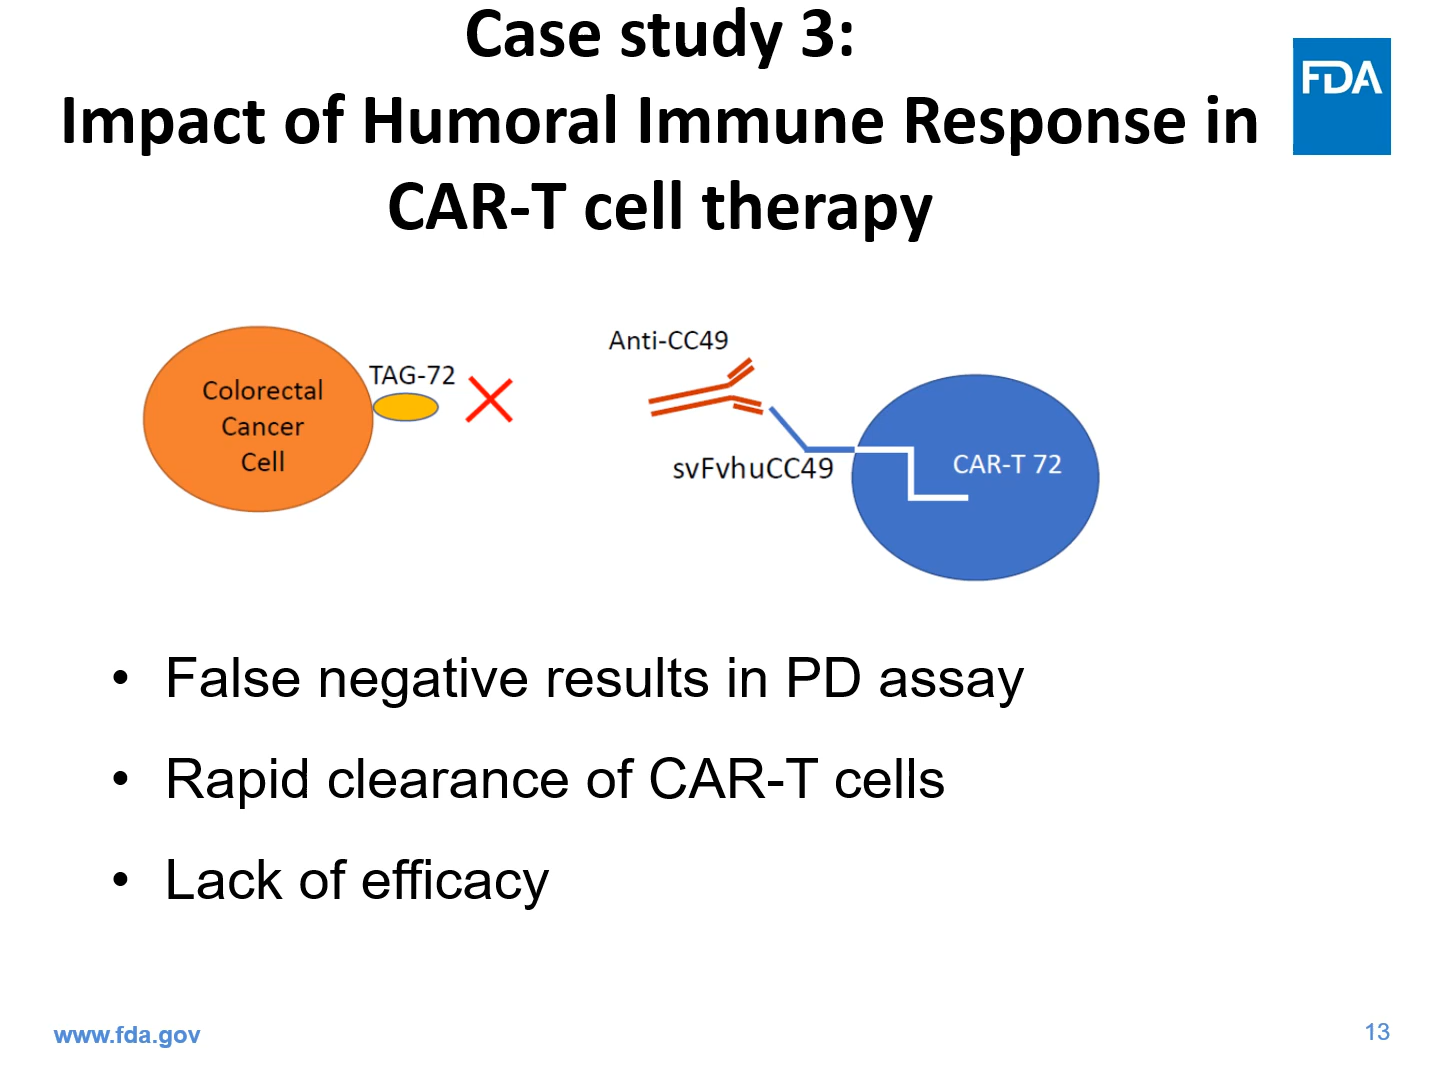 Case study 3:
Impact of Humoral Immune Response in
CAR-T cell therapy
FDA
Colorectal
Cancer
Cell
TAG-72
Anti-CC49
svFvhuCC49
CAR-T 72
• False negative results in PD assay
• Rapid clearance of CAR-T cells
• Lack of efficacy
www.fda.gov
13